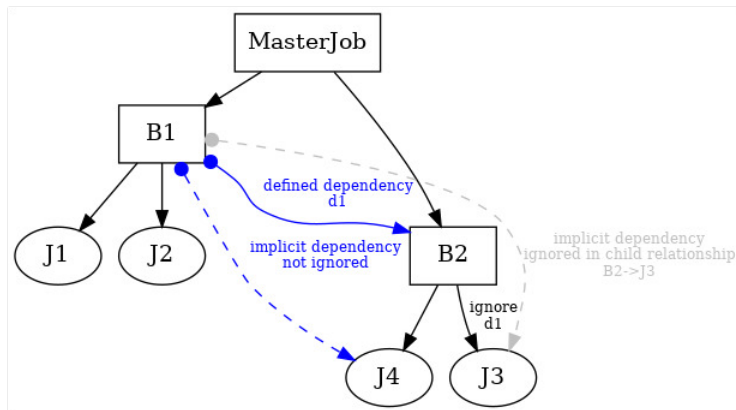 MasterJob
B1
defined dependency
d1
J1
J2
implicit dependency
not ignored
B2
implicit dependency
ignored in child relationship
B2->J3
ignore
d1
J4
J3